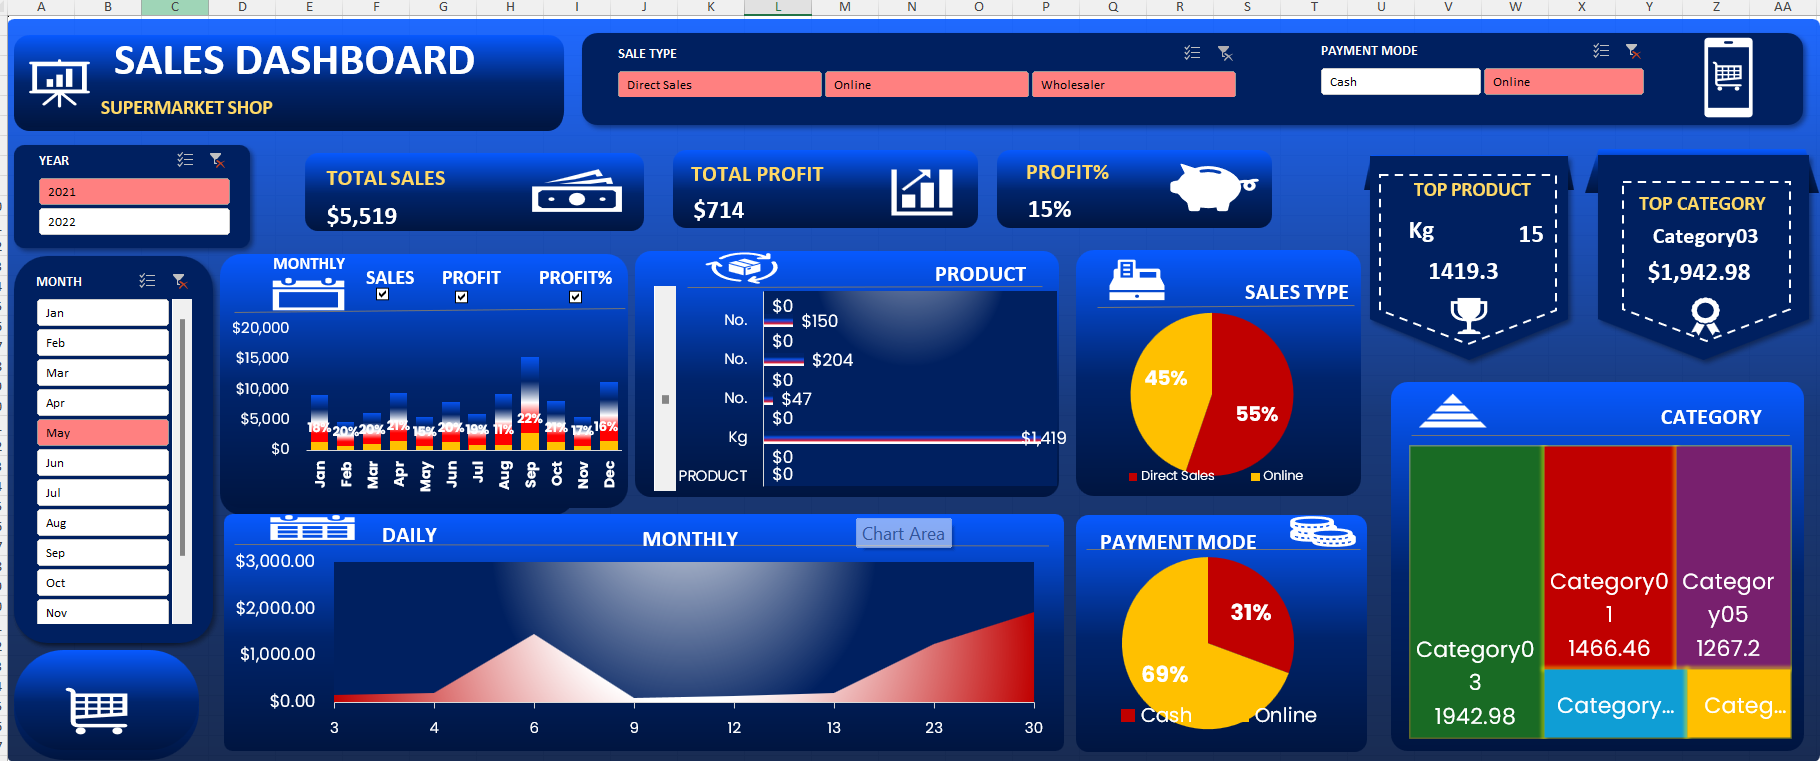 A B C D E F G H I J K L M N O P Q R S T U V W X Y Z AA
SALES DASHBOARD
SUPERMARKET SHOP
SALE TYPE
Direct Sales
Online
Wholesaler
PAYMENT MODE
Cash
Online
YEAR
2021
2022
TOTAL SALES
$5,519
TOTAL PROFIT
$714
PROFIT%
15%
TOP PRODUCT
Kg 15
1419.3
TOP CATEGORY
Category03
$1,942.98
MONTH
Jan
Feb
Mar
Apr
May
Jun
Jul
Aug
Sep
Oct
Nov
MONTHLY
SALES PROFIT PROFIT%
$20,000
$15,000
$10,000
$5,000
$0
18% 20% 20% 21% 15% 20% 19% 11% 22% 21% 17% 16%
Jan Feb Mar Apr May Jun Jul Aug Sep Oct Nov Dec
PRODUCT
$0
No. $150
$0
No. $204
$0
No. $47
$0
Kg $1,419
$0
PRODUCT $0
SALES TYPE
45%
55%
Direct Sales Online
CATEGORY
Category0
3
1942.98
Category0
1
1466.46
Categor
y05
1267.2
Category...
Categ...
DAILY MONTHLY
Chart Area
$3,000.00
$2,000.00
$1,000.00
$0.00
3 4 6 9 12 13 23 30
PAYMENT MODE
31%
69%
Cash Online